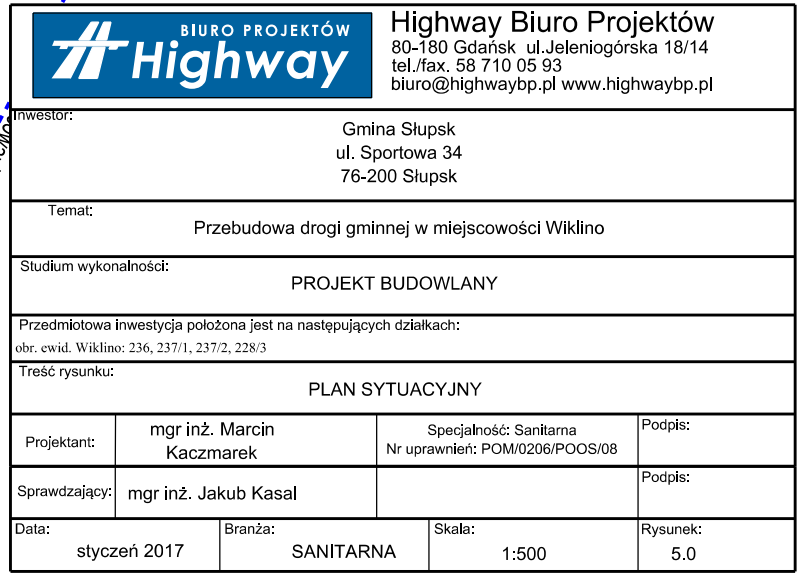 BIURO PROJEKTÓW
Highway
Highway Biuro Projektów
80-180 Gdańsk ul.Jeleniogórska 18/14
tel./fax. 58 710 05 93
biuro@highwaybp.pl www.highwaybp.pl
Inwestor:
Gmina Słupsk
ul. Sportowa 34
76-200 Słupsk
Temat:
Przebudowa drogi gminnej w miejscowości Wiklino
Studium wykonalności:
PROJEKT BUDOWLANY
Przedmiotowa inwestycja położona jest na następujących działkach:
obr. ewid. Wiklino: 236, 237/1, 237/2, 228/3
Treść rysunku:
PLAN SYTUACYJNY
Projektant:
mgr inż. Marcin
Kaczmarek
Specjalność: Sanitarna
Nr uprawnień: POM/0206/POOS/08
Podpis:
Sprawdzający:
mgr inż. Jakub Kasal
Podpis:
Data:
styczeń 2017
Branża:
SANITARNA
Skala:
1:500
Rysunek:
5.0